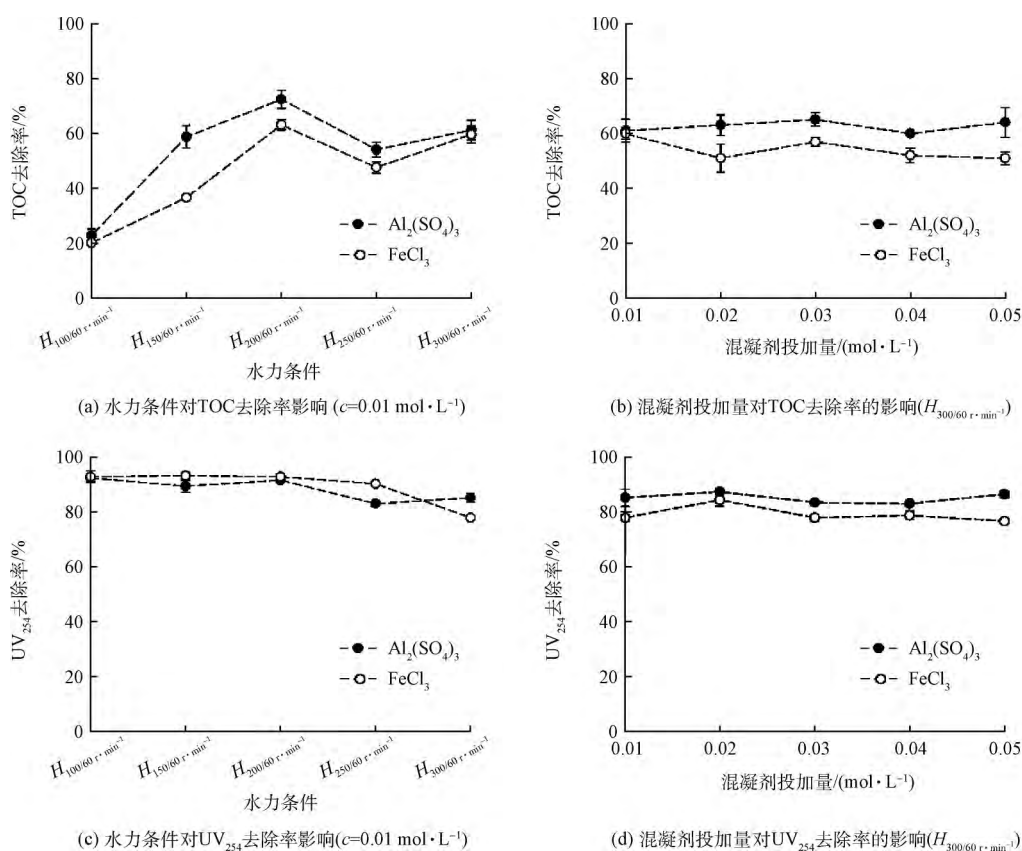 100
80
60
40
20
0
TOC去除率/%
Al₂(SO₄)₃
FeCl₃
H100/60 r·min⁻¹
H150/60 r·min⁻¹
H200/60 r·min⁻¹
H250/60 r·min⁻¹
H300/60 r·min⁻¹
水力条件
(a) 水力条件对TOC去除率影响 (c=0.01 mol·L⁻¹)
100
80
60
40
20
0
TOC去除率/%
Al₂(SO₄)₃
FeCl₃
0.01 0.02 0.03 0.04 0.05
混凝剂投加量/(mol·L⁻¹)
(b) 混凝剂投加量对TOC去除率的影响(H300/60 r·min⁻¹)
100
80
60
40
20
0
UV₂₅₄去除率/%
Al₂(SO₄)₃
FeCl₃
H100/60 r·min⁻¹
H150/60 r·min⁻¹
H200/60 r·min⁻¹
H250/60 r·min⁻¹
H300/60 r·min⁻¹
水力条件
(c) 水力条件对UV₂₅₄去除率影响(c=0.01 mol·L⁻¹)
100
80
60
40
20
0
UV₂₅₄去除率/%
Al₂(SO₄)₃
FeCl₃
0.01 0.02 0.03 0.04 0.05
混凝剂投加量/(mol·L⁻¹)
(d) 混凝剂投加量对UV₂₅₄去除率的影响(H300/60 r·min⁻¹)